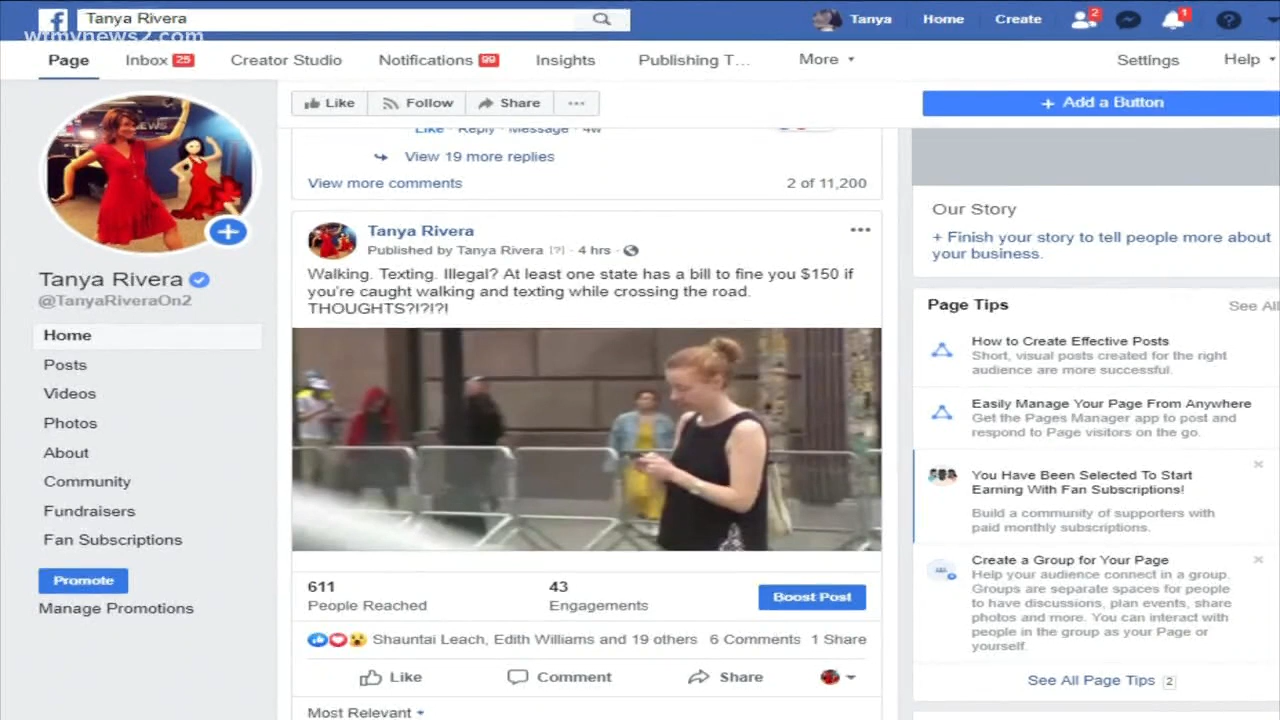 Tanya Rivera
Tanya
Home
Create
2
1
wfmynews2.com
Page
Inbox 25
Creator Studio
Notifications 99
Insights
Publishing T...
More
Settings
Help
NEWS
Tanya Rivera
@TanyaRiveraOn2
Home
Posts
Videos
Photos
About
Community
Fundraisers
Fan Subscriptions
Promote
Manage Promotions
Like
Follow
Share
...
+ Add a Button
Like · Reply · Message · 4w
View 19 more replies
View more comments
2 of 11,200
Tanya Rivera
Published by Tanya Rivera [?] · 4 hrs ·
Walking. Texting. Illegal? At least one state has a bill to fine you $150 if
you're caught walking and texting while crossing the road.
THOUGHTS?!?!?!
611
People Reached
43
Engagements
Boost Post
Shauntai Leach, Edith Williams and 19 others
6 Comments
1 Share
Like
Comment
Share
Most Relevant
Our Story
+ Finish your story to tell people more about
your business.
Page Tips
See All
How to Create Effective Posts
Short, visual posts created for the right
audience are more successful.
Easily Manage Your Page From Anywhere
Get the Pages Manager app to post and
respond to Page visitors on the go.
You Have Been Selected To Start
Earning With Fan Subscriptions!
Build a community of supporters with
paid monthly subscriptions.
Create a Group for Your Page
Help your audience connect in a group.
Groups are separate spaces for people
to have discussions, plan events, share
photos and more. You can interact with
people in the group as your Page or
yourself.
See All Page Tips 2